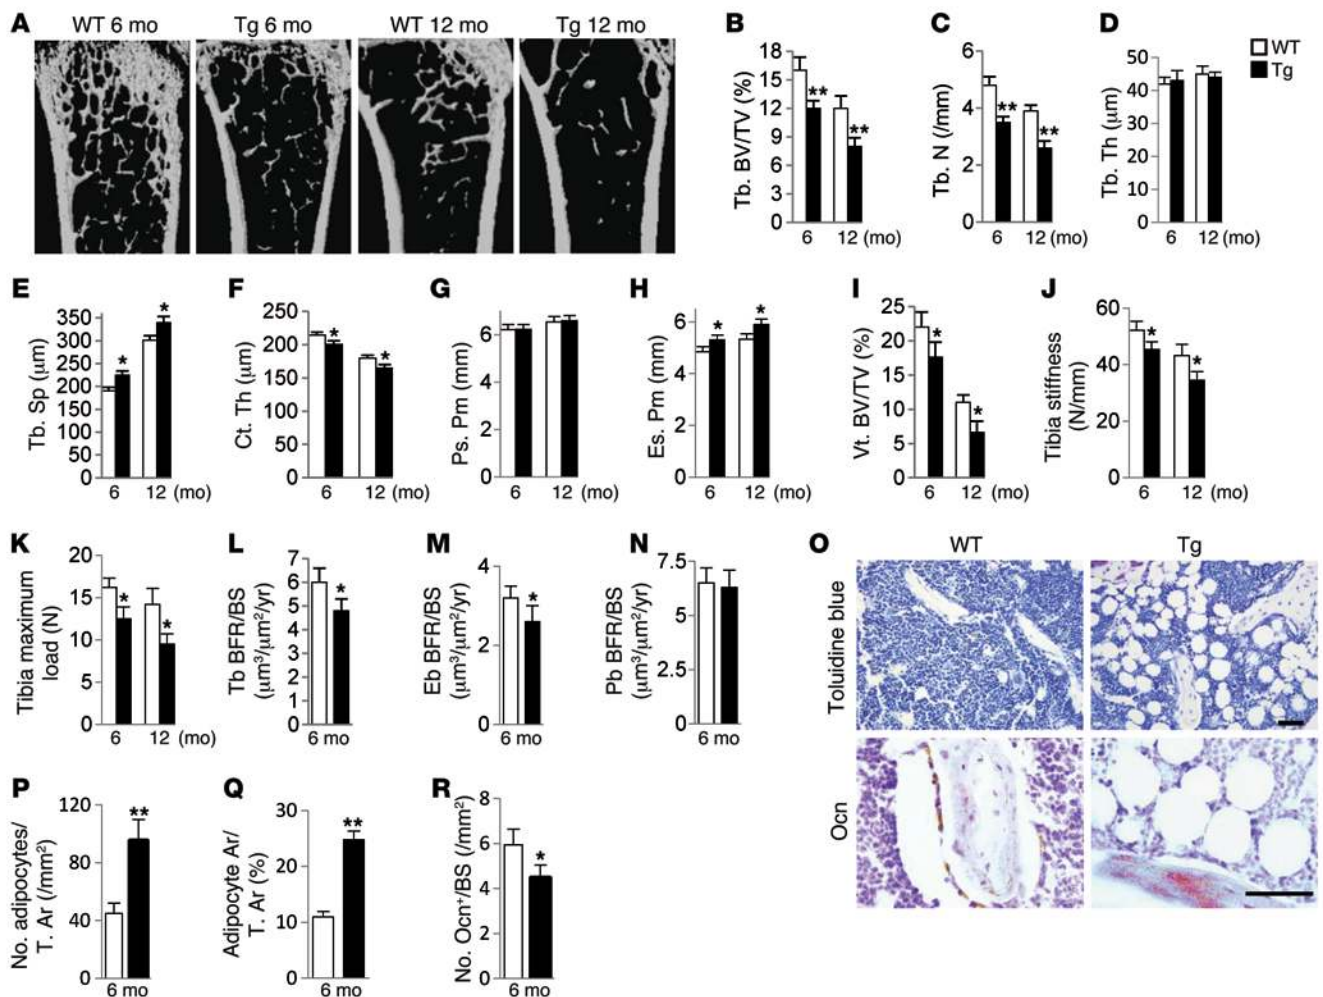 A
WT 6 mo
Tg 6 mo
WT 12 mo
Tg 12 mo
B
Tb. BV/TV (%)
18
15
12
9
6
3
0
**
**
6
12 (mo)
C
Tb. N (/mm)
6
4
2
0
**
**
6
12 (mo)
D
Tb. Th (µm)
50
40
30
20
10
0
6
12 (mo)
WT
Tg
E
Tb. Sp (µm)
350
300
250
200
150
100
50
0
*
*
6
12 (mo)
F
Ct. Th (µm)
250
200
150
100
50
0
*
*
6
12 (mo)
G
Ps. Pm (mm)
6
4
2
0
6
12 (mo)
H
Es. Pm (mm)
6
4
2
0
*
*
6
12 (mo)
I
Vt. BV/TV (%)
25
20
15
10
5
0
*
*
6
12 (mo)
J
Tibia stiffness
(N/mm)
60
40
20
0
*
*
6
12 (mo)
K
Tibia maximum
load (N)
20
15
10
5
0
*
*
6
12 (mo)
L
Tb BFR/BS
(µm³/µm²/yr)
7
6
5
4
3
2
1
0
*
6 mo
M
Eb BFR/BS
(µm³/µm²/yr)
4
2
0
*
6 mo
N
Pb BFR/BS
(µm³/µm²/yr)
7.5
5
2.5
0
6 mo
O
WT
Tg
Toluidine blue
Ocn
P
No. adipocytes/
T. Ar (/mm²)
120
80
40
0
**
6 mo
Q
Adipocyte Ar/
T. Ar (%)
30
20
10
0
**
6 mo
R
No. Ocn⁺/BS (/mm²)
8
6
4
2
0
*
6 mo